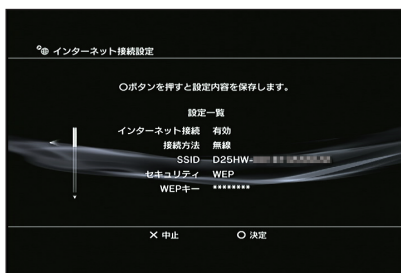 インターネット接続設定
○ボタンを押すと設定内容を保存します。
設定一覧
インターネット接続 有効
接続方法 無線
SSID D25HW-
セキュリティ WEP
WEPキー ********
× 中止 ○ 決定